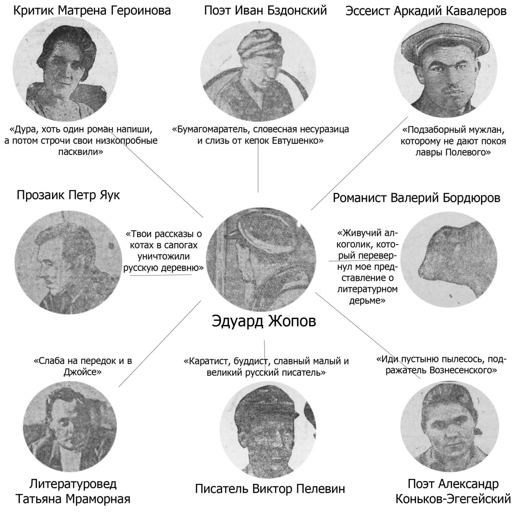 Критик Матрена Героинова
Поэт Иван Бздонский
Эссеист Аркадий Кавалеров
«Дура, хоть один роман напиши,
а потом строчи свои низкопробные
пасквили»
«Бумагомаратель, словесная несуразица
и слизь от кепок Евтушенко»
«Подзаборный мужлан,
которому не дают покоя
лавры Полевого»
Прозаик Петр Яук
«Твои рассказы о
котах в сапогах
уничтожили
русскую деревню»
Романист Валерий Бордюров
«Живучий ал-
коголик, кото-
рый перевер-
нул мое пред-
ставление о
литературном
дерьме»
Эдуард Жопов
«Слаба на передок и в
Джойсе»
«Каратист, буддист, славный малый и
великий русский писатель»
«Иди пустыню пылесось, под-
ражатель Вознесенского»
Литературовед
Татьяна Мраморная
Писатель Виктор Пелевин
Поэт Александр
Коньков-Эгегейский